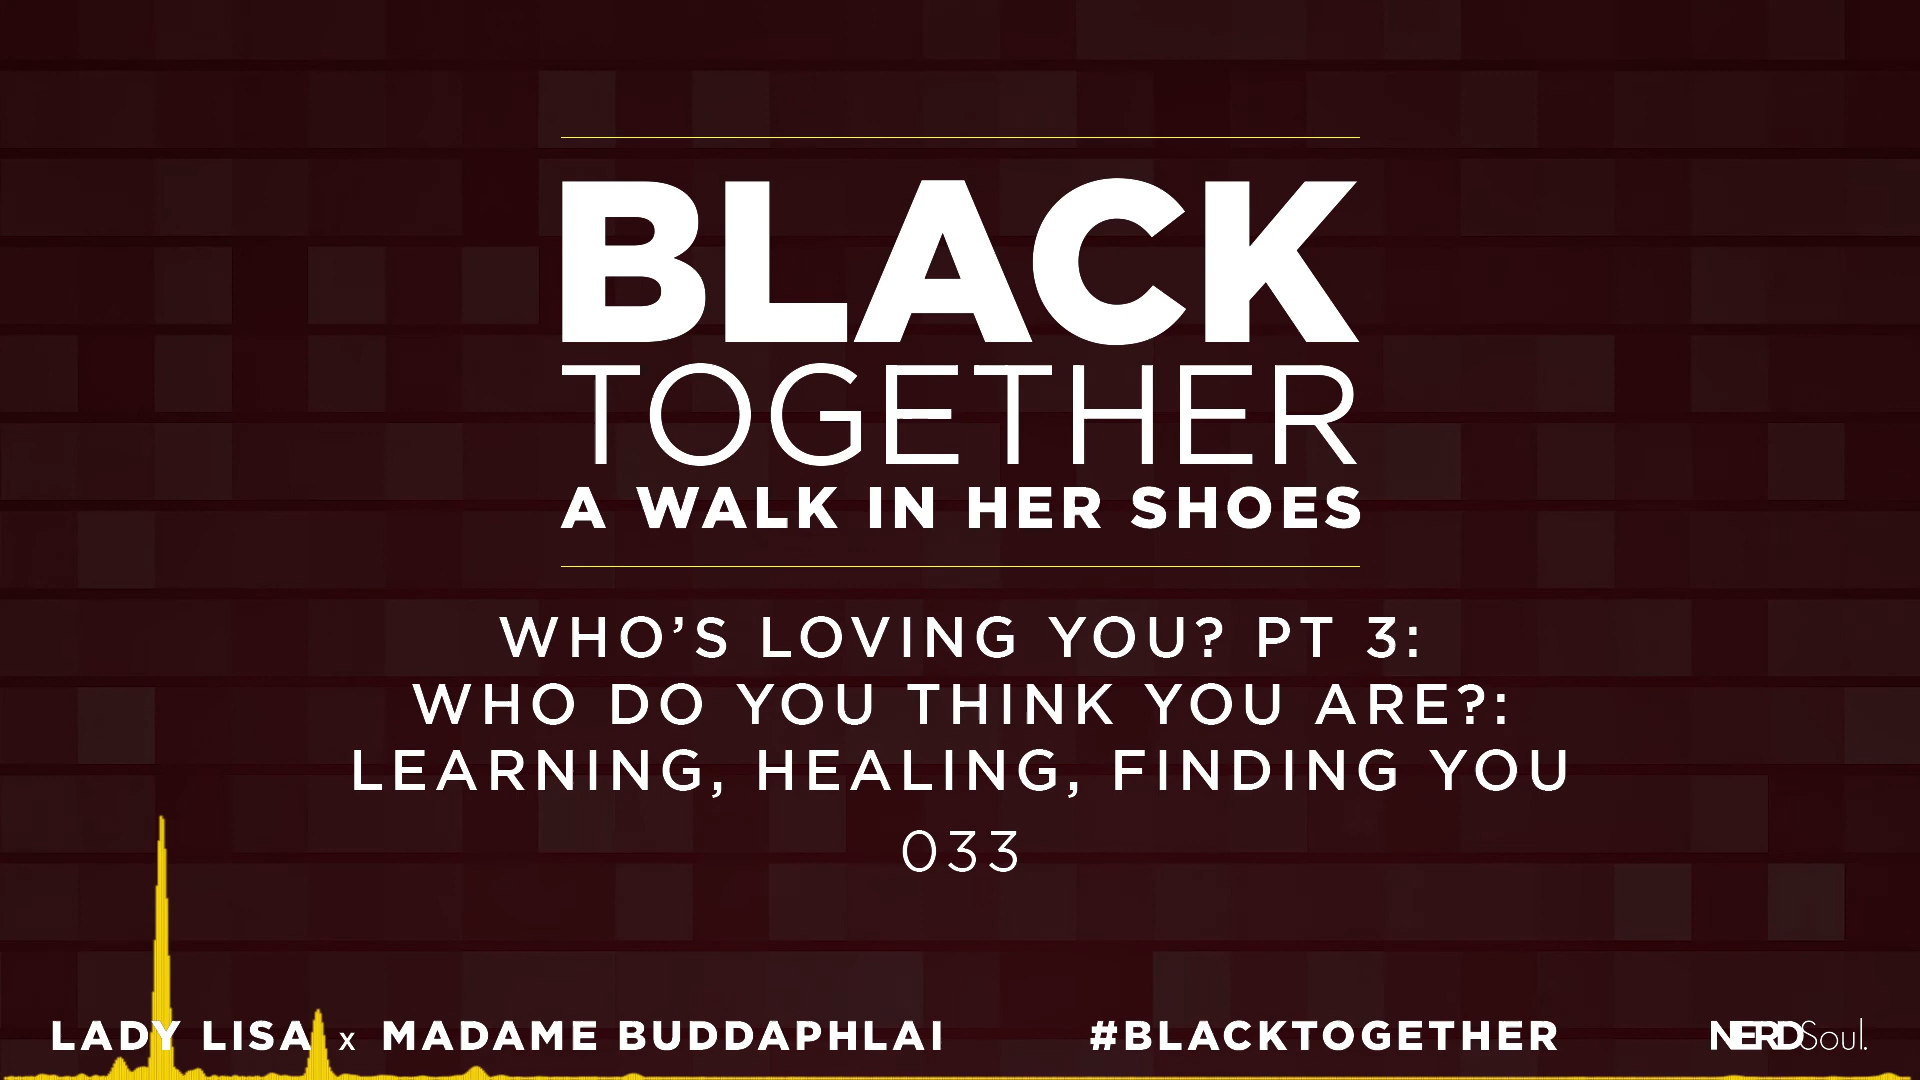 BLACK
TOGETHER
A WALK IN HER SHOES
WHO'S LOVING YOU? PT 3:
WHO DO YOU THINK YOU ARE?:
LEARNING, HEALING, FINDING YOU
033
LADY LISA x MADAME BUDDAPHLAI #BLACKTOGETHER NERDSoul.